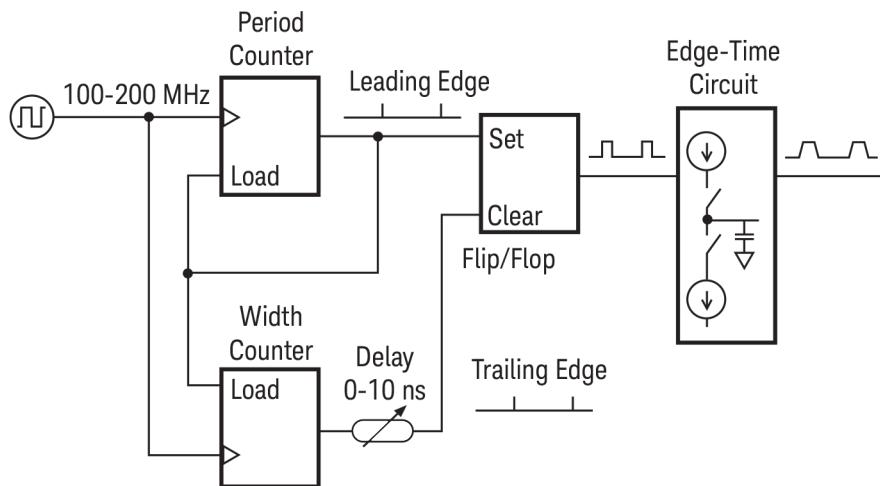 Period
Counter
100-200 MHz
Load
Leading Edge
Set
Clear
Flip/Flop
Edge-Time
Circuit
Width
Counter
Load
Delay
0-10 ns
Trailing Edge